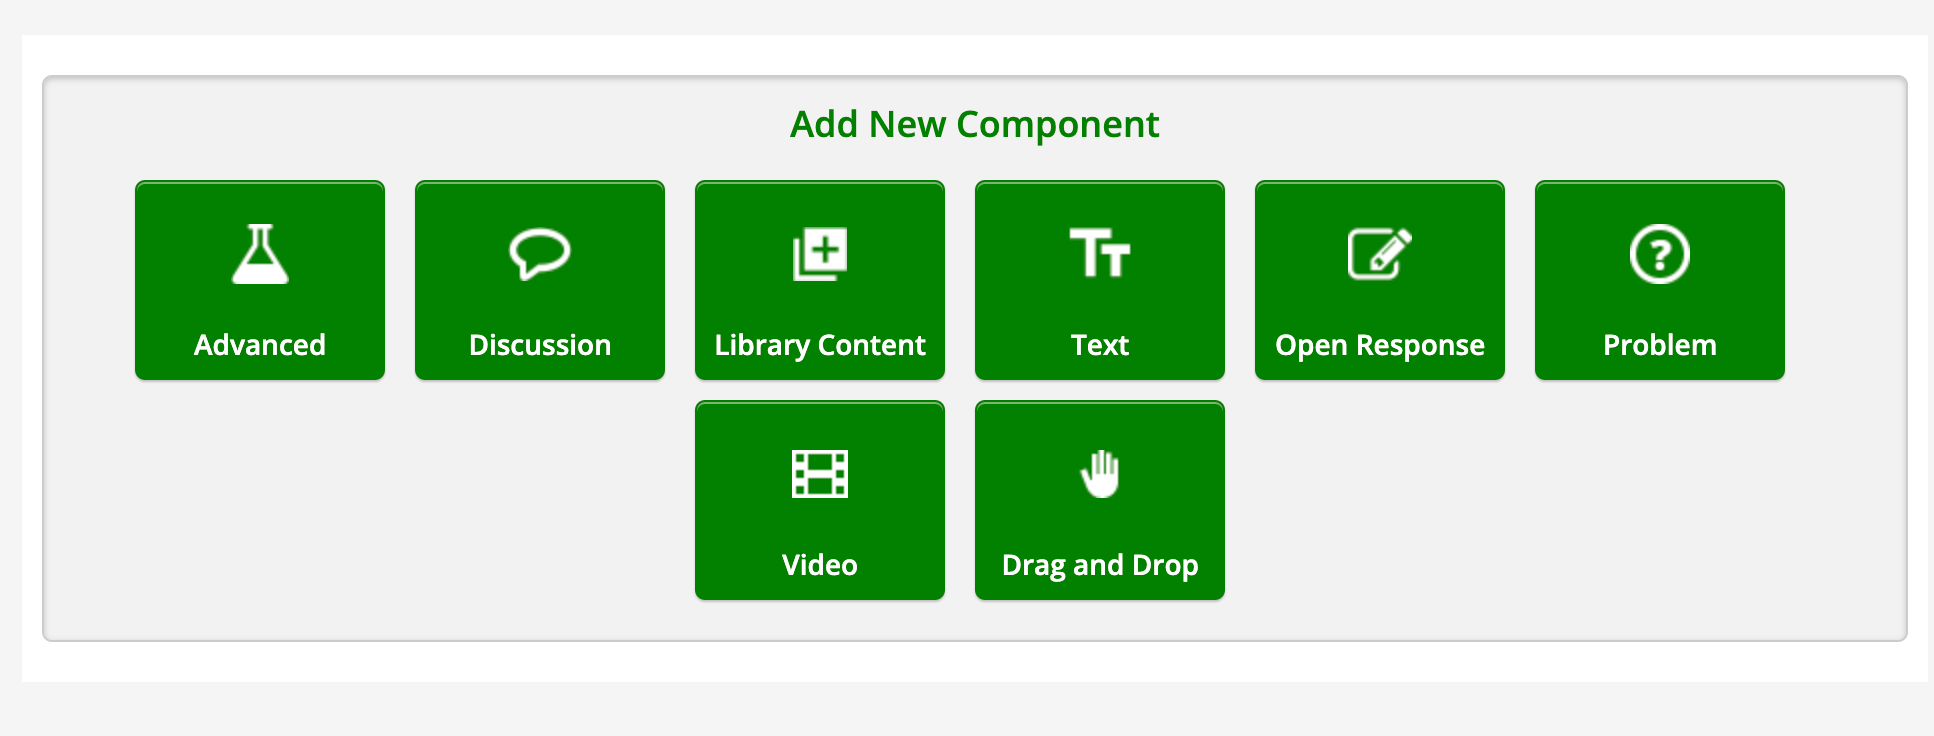 Add New Component
Advanced
Discussion
Library Content
Text
Open Response
Problem
Video
Drag and Drop